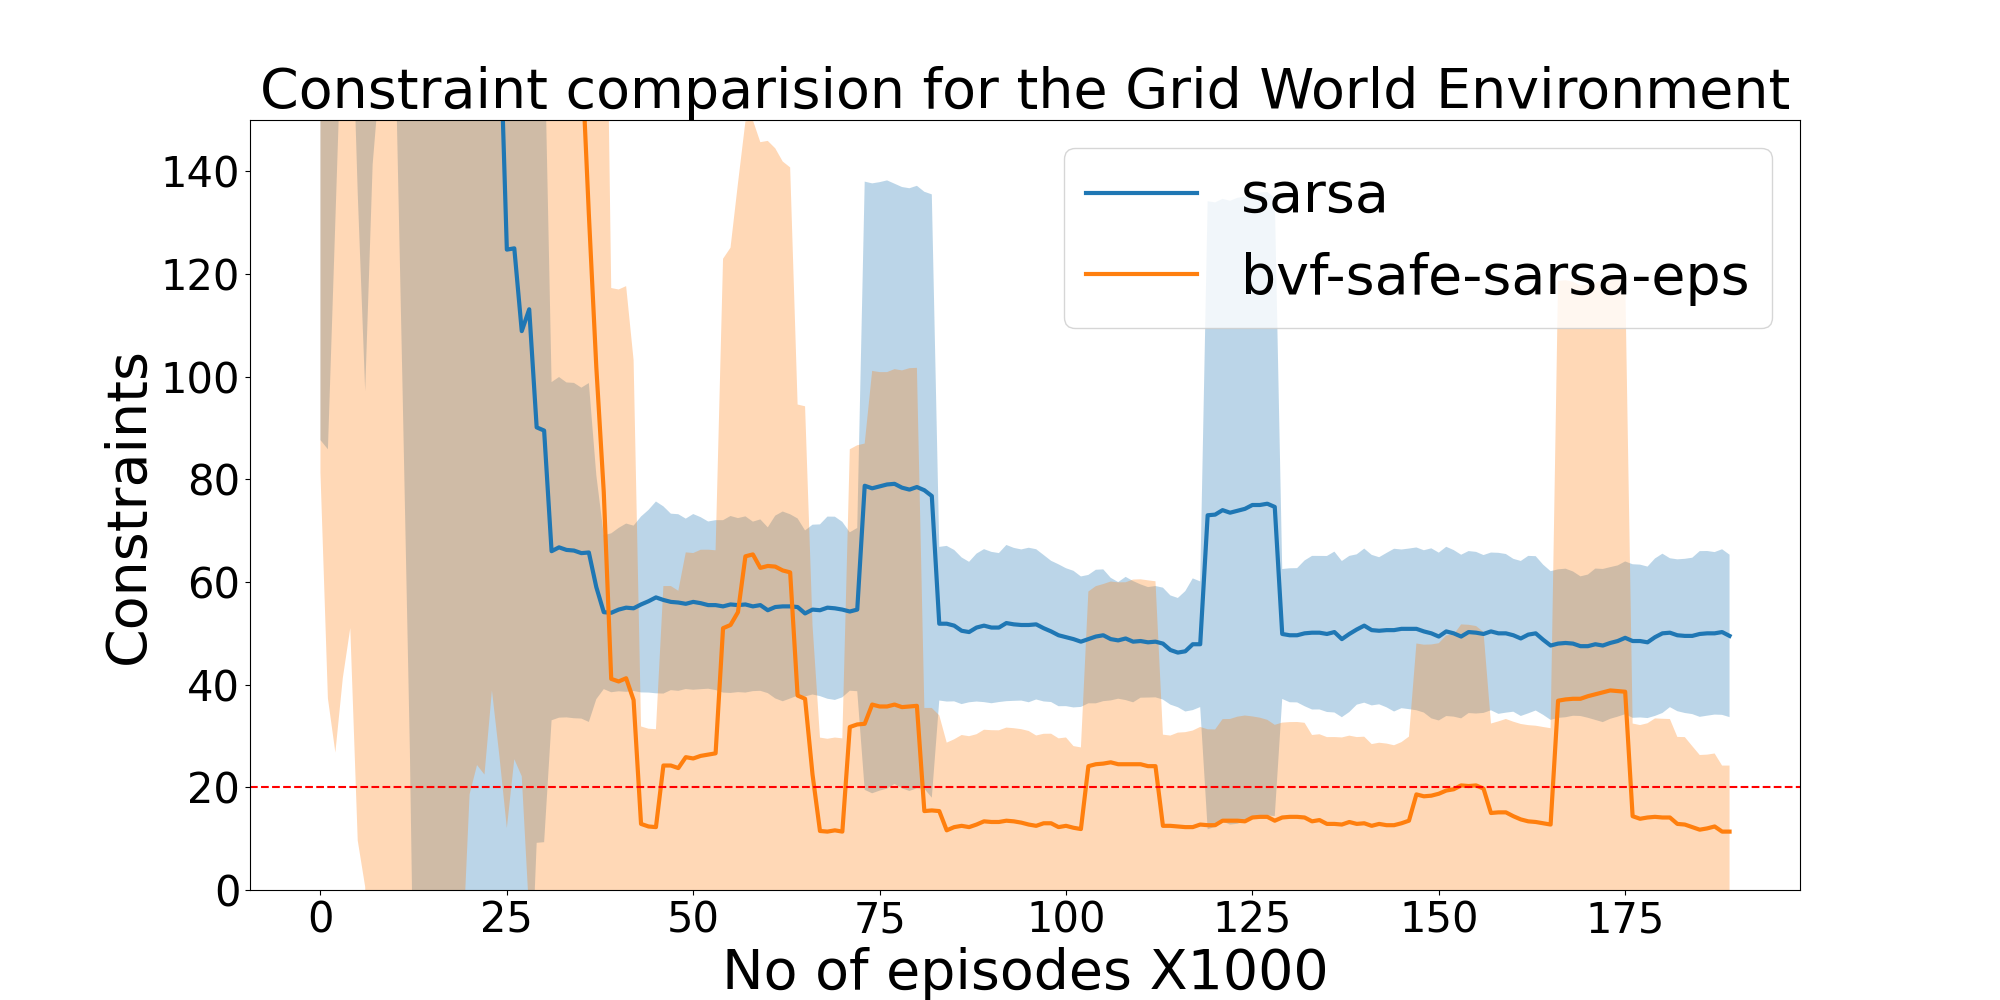 Constraint comparision for the Grid World Environment
sarsa
bvf-safe-sarsa-eps
Constraints
140
120
100
80
60
40
20
0
0 25 50 75 100 125 150 175
No of episodes X1000